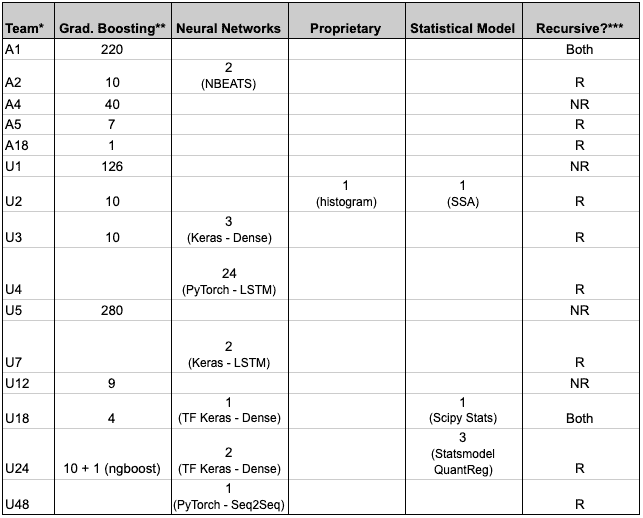 Team* Grad. Boosting** Neural Networks Proprietary Statistical Model Recursive?***
A1 220 Both
2
A2 10 (NBEATS) R
A4 40 NR
A5 7 R
A18 1 R
U1 126 NR
1 1
U2 10 (histogram) (SSA) R
3
U3 10 (Keras - Dense) R
24
U4 (PyTorch - LSTM) R
U5 280 NR
2
U7 (Keras - LSTM) R
U12 9 NR
1 1
U18 4 (TF Keras - Dense) (Scipy Stats) Both
3
2 (Statsmodel
U24 10 + 1 (ngboost) (TF Keras - Dense) QuantReg) R
1
U48 (PyTorch - Seq2Seq) R